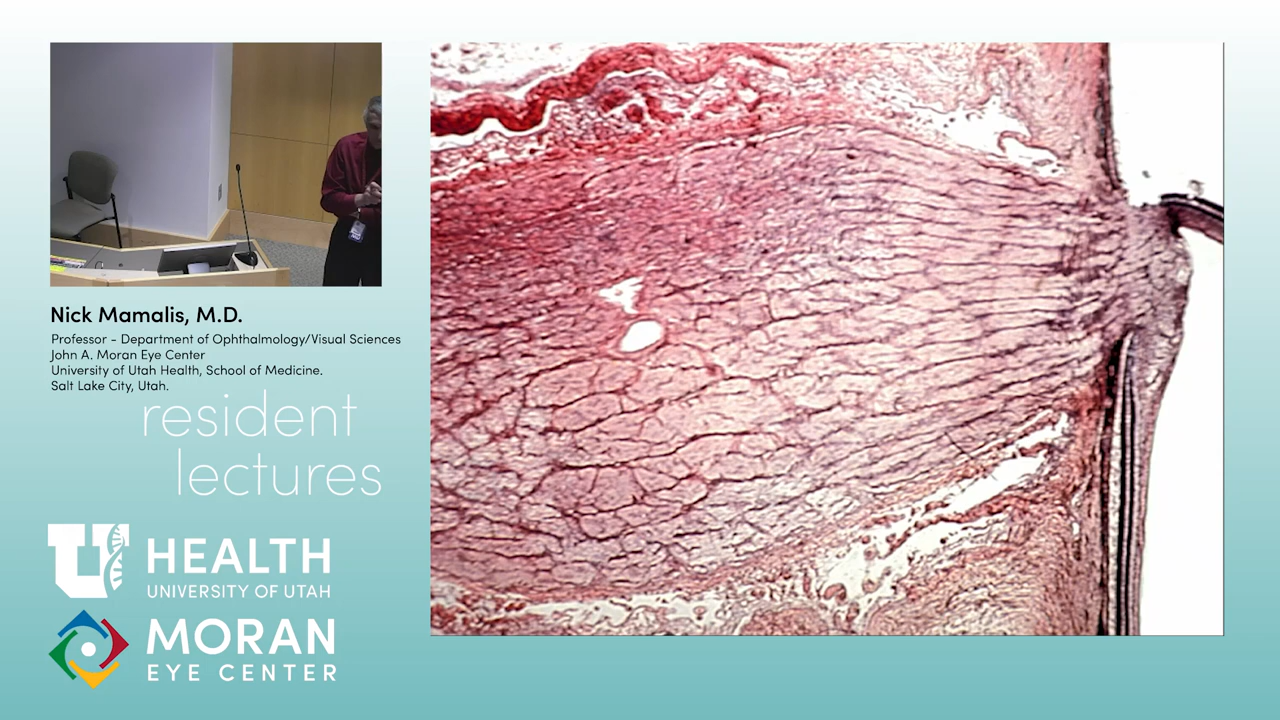 Nick Mamalis, M.D.
Professor - Department of Ophthalmology/Visual Sciences
John A. Moran Eye Center
University of Utah Health, School of Medicine.
Salt Lake City, Utah.
resident
lectures
U HEALTH
UNIVERSITY OF UTAH
MORAN
EYE CENTER